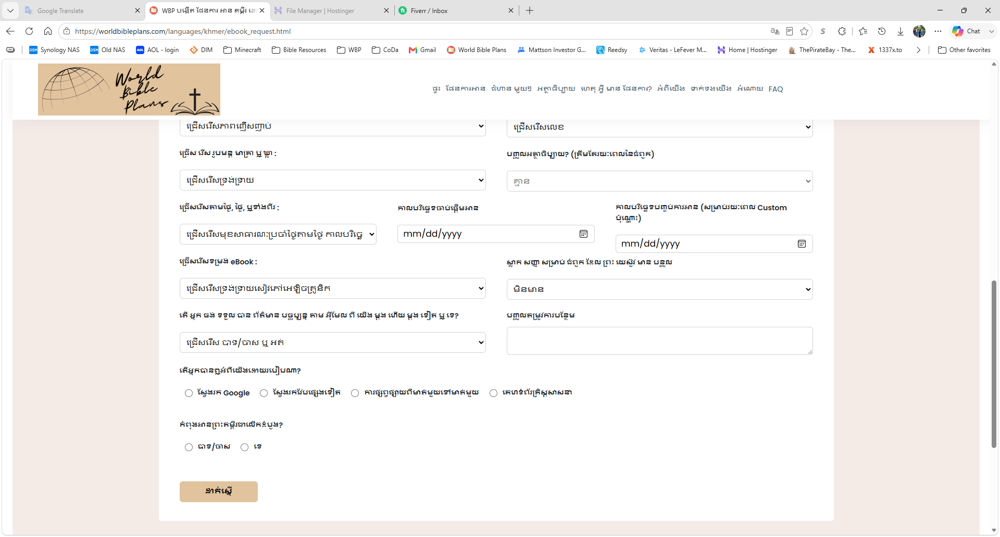 Google Translate
WBP បង្កើត ផែនការ អាន គម្ពីរ
File Manager | Hostinger
Fiverr / Inbox
https://worldbibleplans.com/languages/khmer/ebook_request.html
Chat
Synology NAS
Old NAS
AOL - login
DIM
Minecraft
Bible Resources
WBP
CoDa
Gmail
World Bible Plans
Mattson Investor G...
Reedsy
Veritas - LeFever M...
Home | Hostinger
ThePirateBay - The...
1337x.to
Other favorites
World
Bible
Plans
ផ្ទះ ផែនការអាន ជំហាន មួយៗ អត្ថាធិប្បាយ ហេតុ អ្វី មាន ផែនការ? អំពីយើង ទាក់ទងយើង អំណោយ FAQ
ជ្រើសរើសភាពញឹសញាប់
ជ្រើសរើសលេខ
ជ្រើស រើស រូបមន្ត មាត្រា ឬ ឃ្លា :
បញ្ចូលអត្ថាធិប្បាយ? (ត្រឹមតែរយៈពេលនៃជំពូក)
ជ្រើសរើសទ្រង់ទ្រាយ
គ្មាន
ជ្រើសរើសតាមថ្ងៃ, ថ្ងៃ, ឬទាំងពីរ :
កាលបរិច្ឆេទចាប់ផ្តើមអាន
កាលបរិច្ឆេទបញ្ចប់ការអាន (សម្រាប់រយៈពេល Custom
ប៉ុណ្ណោះ)
ជ្រើសរើសមុខសាធារណៈប្រចាំថ្ងៃតាមថ្ងៃ កាលបរិច្ឆេ
mm/dd/yyyy
mm/dd/yyyy
ជ្រើសរើសទម្រង់ eBook :
ស្លាក សញ្ញា សម្រាប់ ជំពូក ដែល ព្រះ យេស៊ូវ មាន បន្ទូល
ជ្រើសរើសទ្រង់ទ្រាយសៀវភៅអេឡិចត្រូនិក
មិនមាន
តើ អ្នក ចង់ ទទួល បាន ព័ត៌មាន បច្ចុប្បន្ន តាម អ៊ីមែល ពី យើង ម្តង ហើយ ម្តង ទៀត ឬ ទេ?
បញ្ចូលតម្រូវការបន្ថែម
ជ្រើសរើស បាទ/ចាស ឬ អត់
តើអ្នកបានឮអំពីយើងដោយរបៀបណា?
ស្វែងរក Google
ស្វែងរកវែបផ្សេងទៀត
ការផ្សព្វផ្សាយពីមាត់មួយទៅមាត់មួយ
គេហទំព័រគ្រិស្តសាសនា
កំពុងអានព្រះគម្ពីរជាលើកដំបូង?
បាទ/ចាស
ទេ
ដាក់ស្នើ